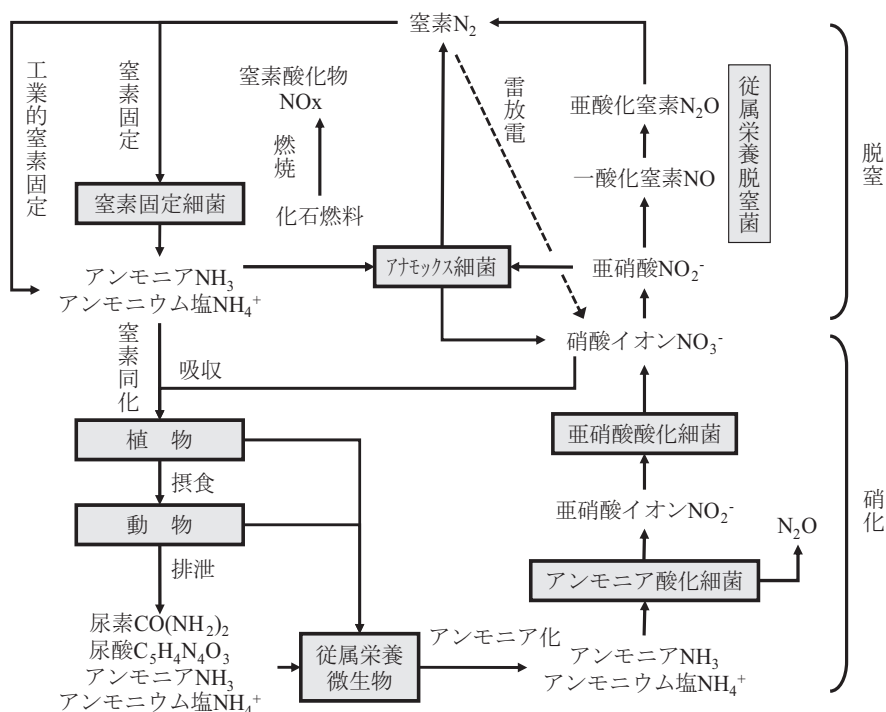 窒素N₂
工業的窒素固定
窒素固定
窒素酸化物
NOx
燃焼
化石燃料
雷放電
亜酸化窒素N₂O
従属栄養脱窒菌
脱窒
一酸化窒素NO
窒素固定細菌
アナモックス細菌
亜硝酸NO₂⁻
アンモニアNH₃
アンモニウム塩NH₄⁺
硝酸イオンNO₃⁻
窒素同化
吸収
植 物
亜硝酸酸化細菌
摂食
動 物
亜硝酸イオンNO₂⁻
N₂O
硝化
排泄
アンモニア酸化細菌
尿素CO(NH₂)₂
尿酸C₅H₄N₄O₃
アンモニアNH₃
アンモニウム塩NH₄⁺
従属栄養
微生物
アンモニア化
アンモニアNH₃
アンモニウム塩NH₄⁺